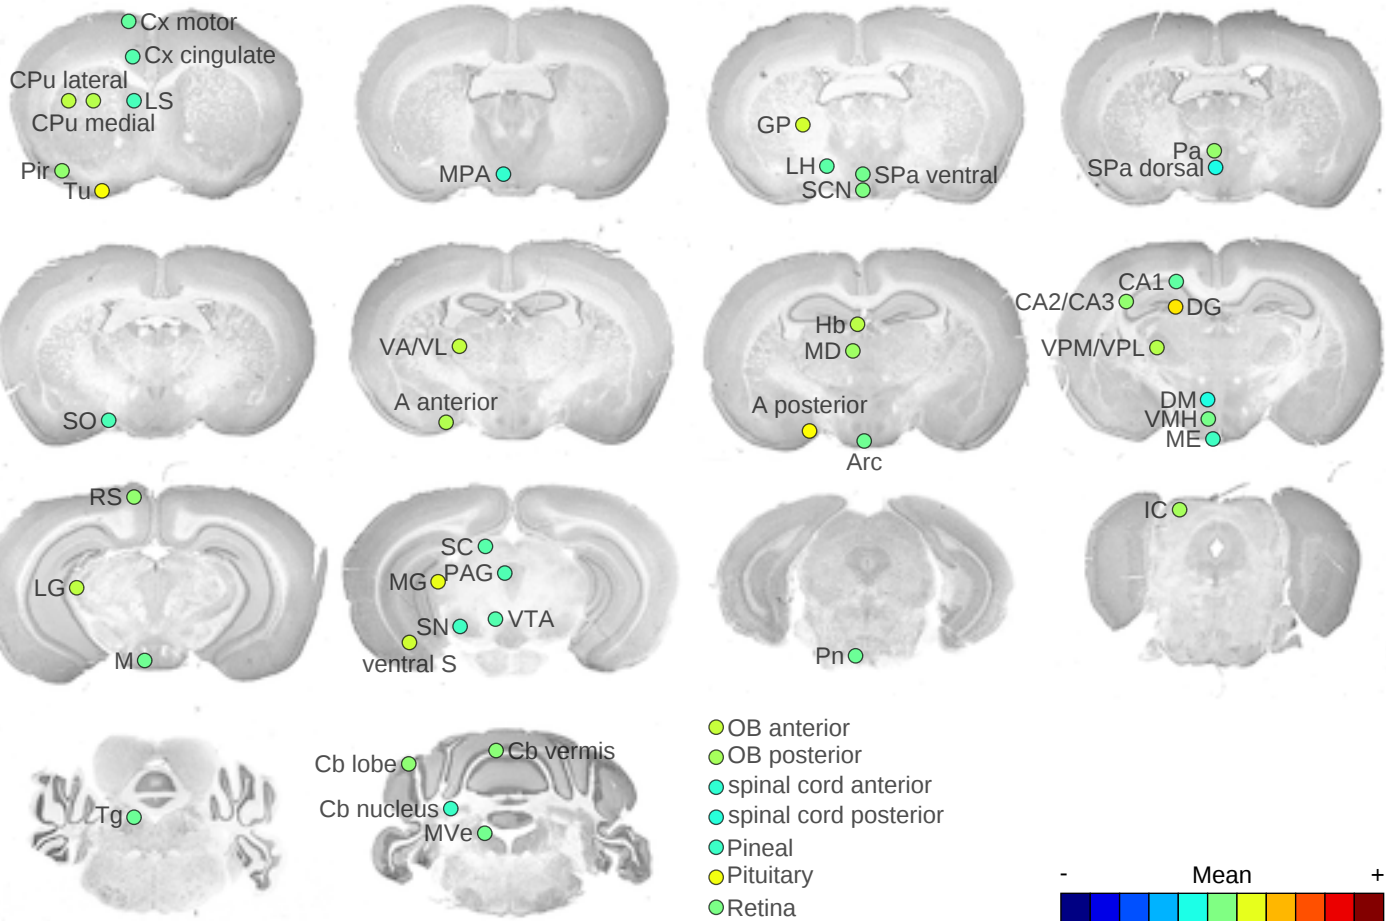 Cx motor
Cx cingulate
CPu lateral
LS
CPu medial
Pir
Tu
MPA
GP
LH
SPa ventral
SCN
Pa
SPa dorsal
SO
VA/VL
A anterior
Hb
MD
A posterior
Arc
CA1
CA2/CA3
DG
VPM/VPL
DM
VMH
ME
RS
LG
M
SC
MG
PAG
SN
VTA
ventral S
Pn
IC
Tg
Cb lobe
Cb vermis
Cb nucleus
MVe
OB anterior
OB posterior
spinal cord anterior
spinal cord posterior
Pineal
Pituitary
Retina
- Mean +